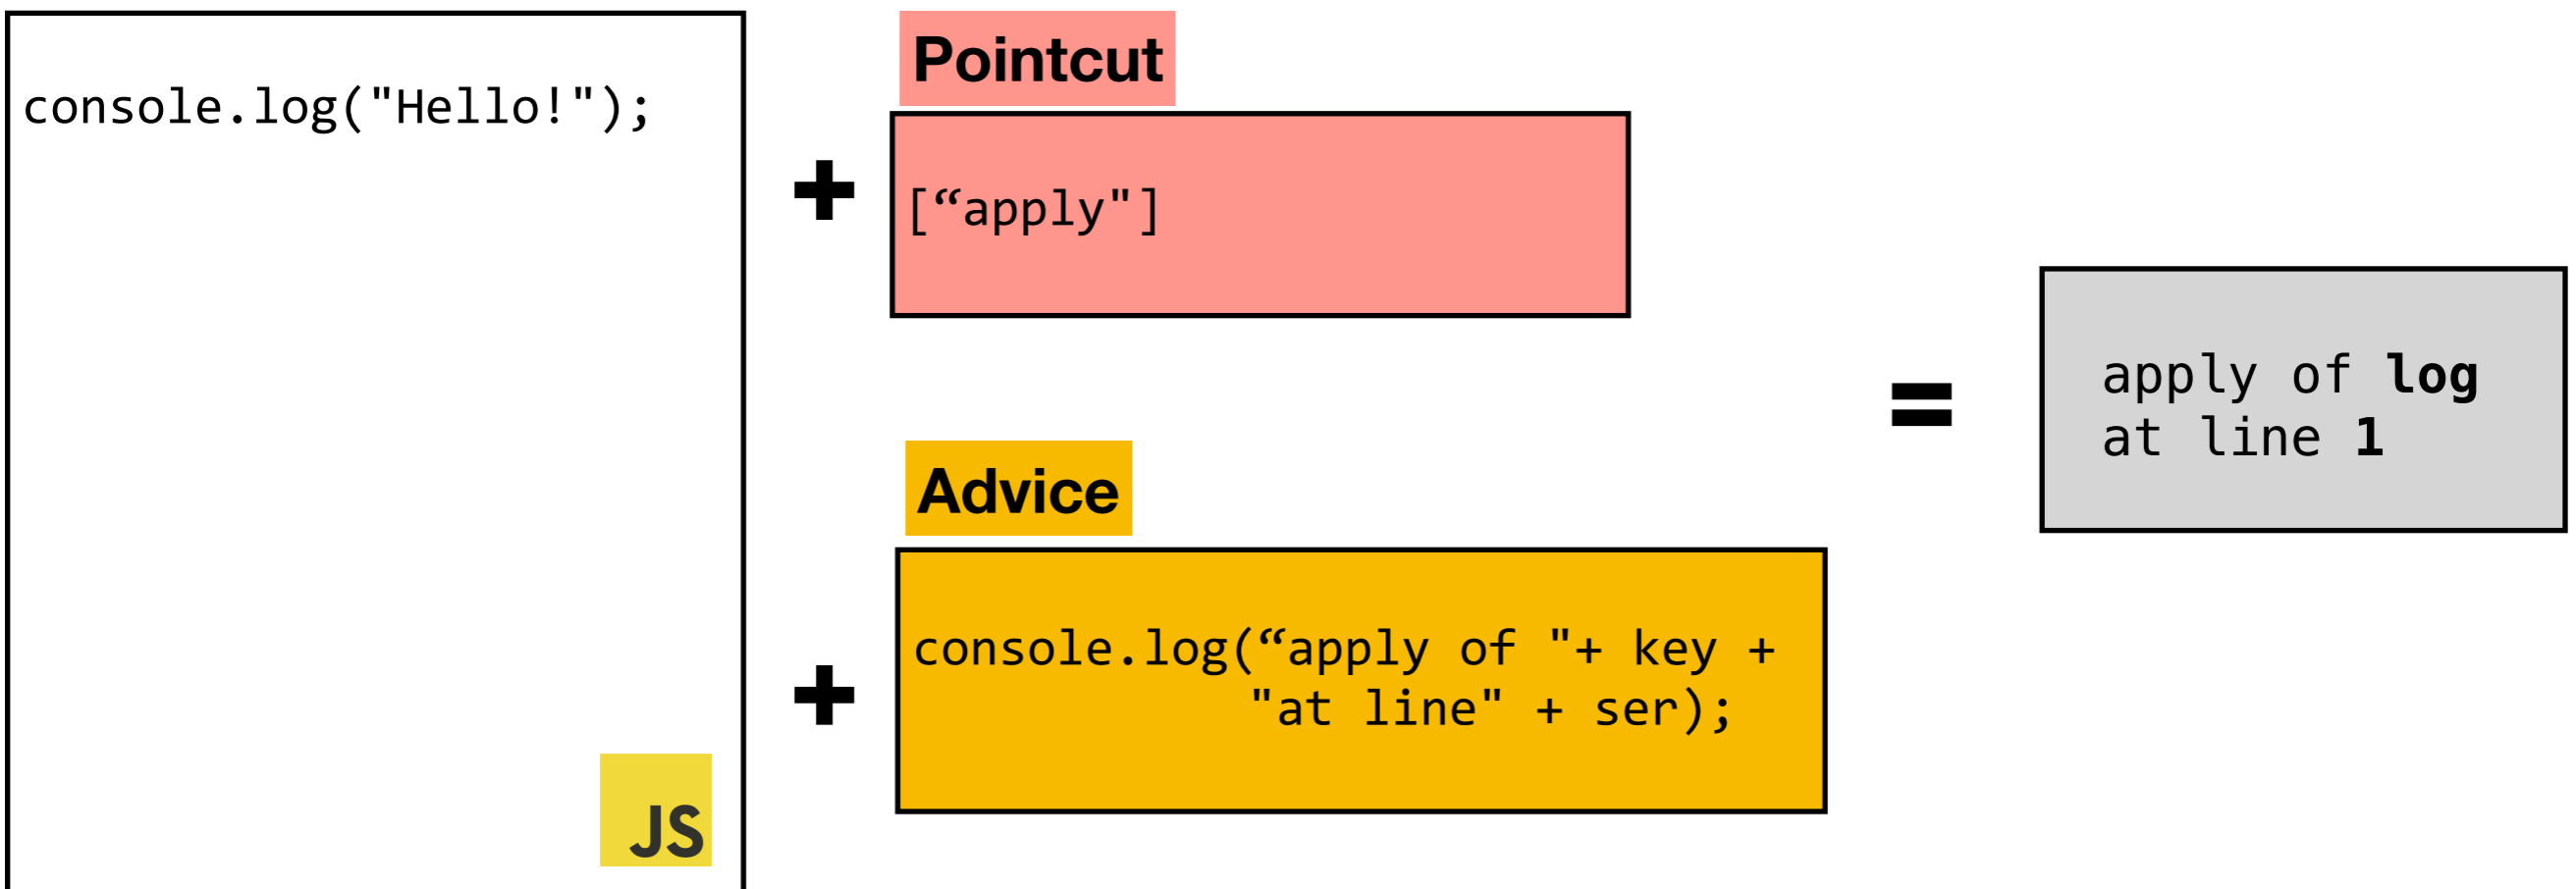 console.log("Hello!");
JS
+
Pointcut
[“apply"]
+
Advice
console.log(“apply of "+ key +
"at line" + ser);
=
apply of log
at line 1